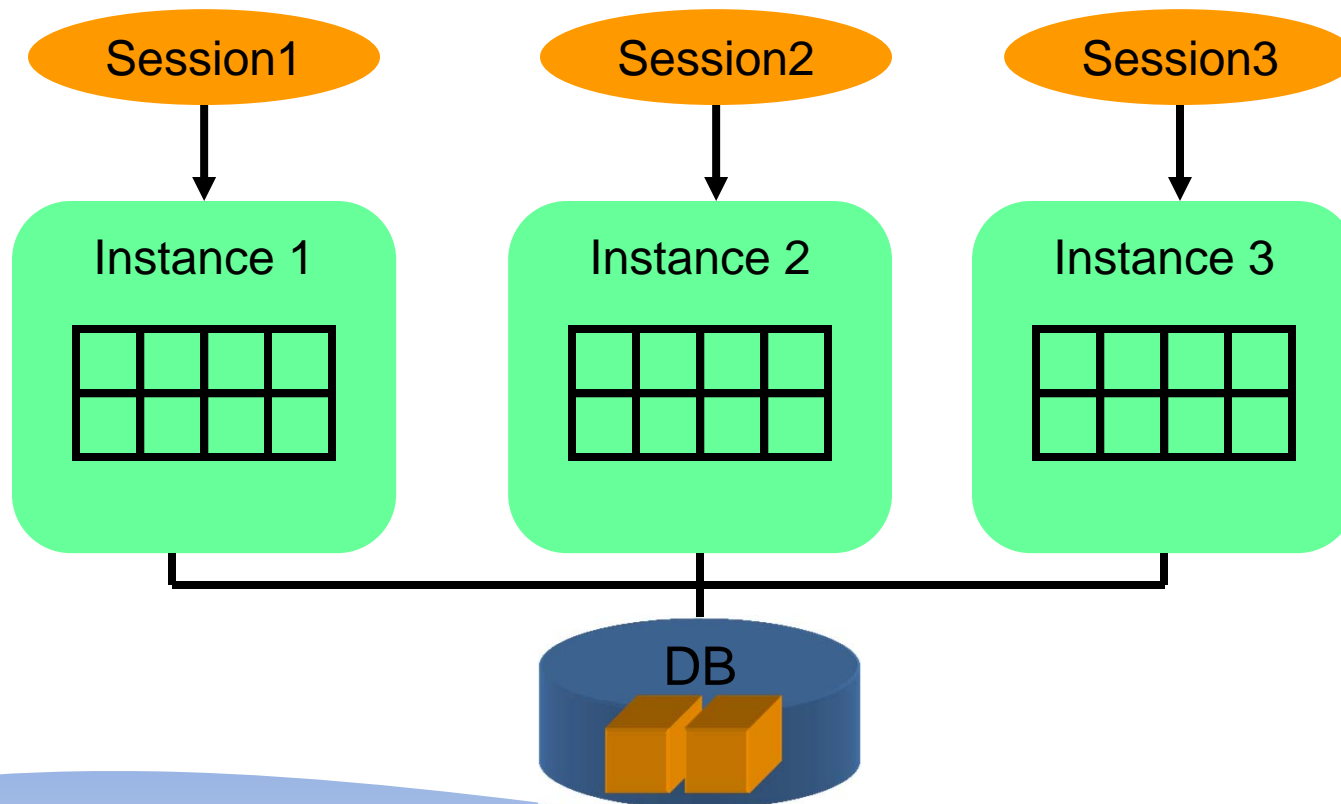 Session1
Session2
Session3
Instance 1
Instance 2
Instance 3
DB